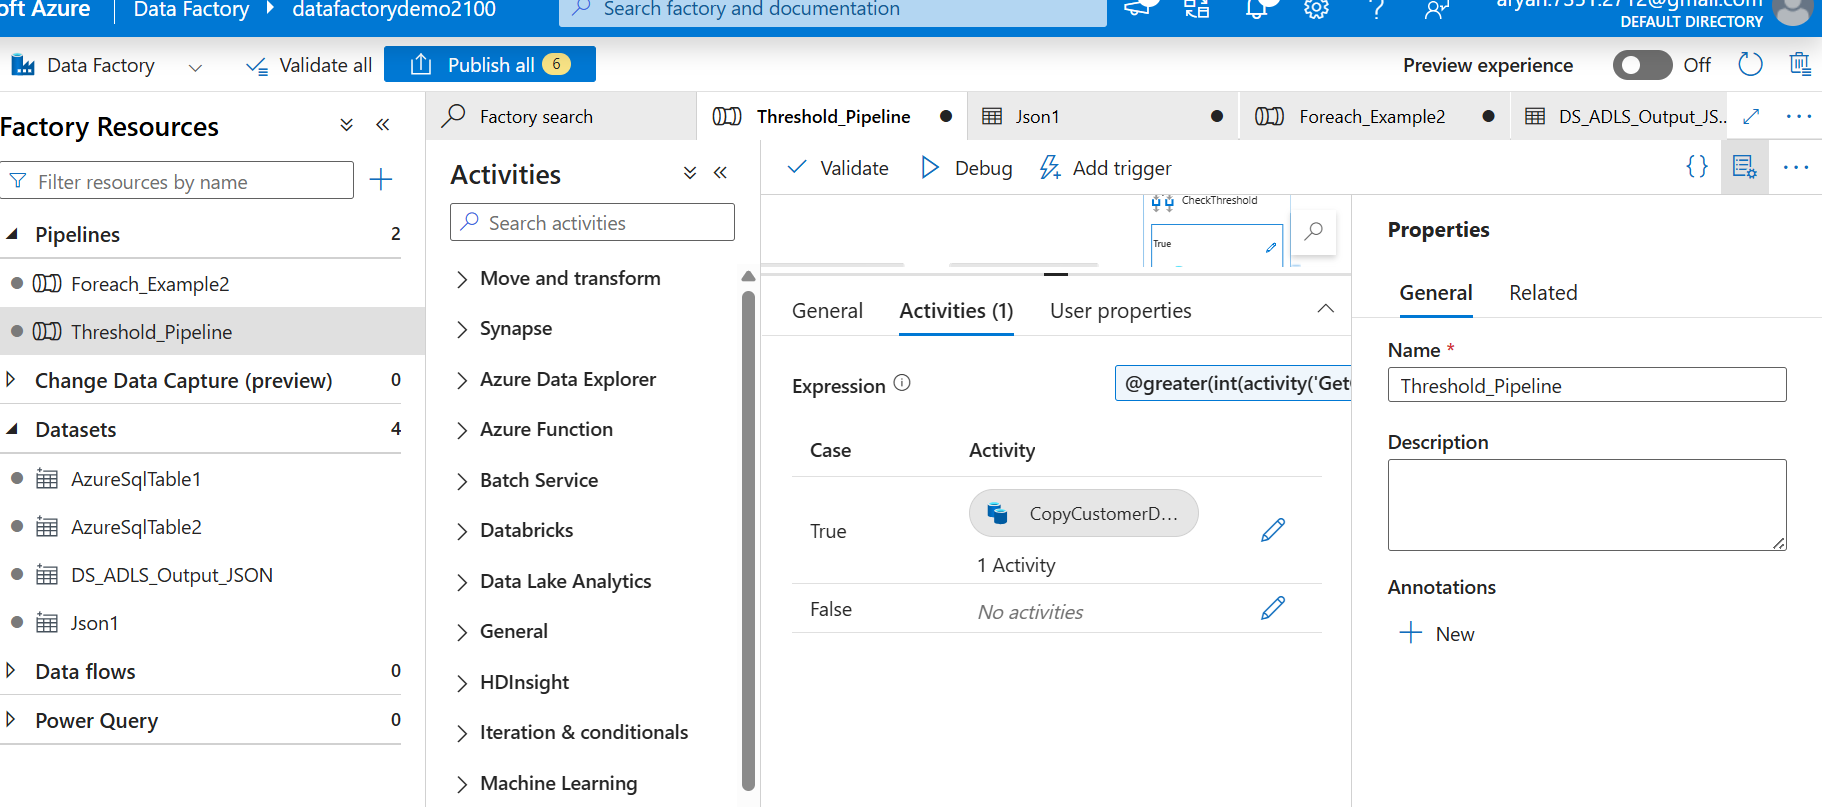 oft Azure
Data Factory
datafactorydemo2100
Search factory and documentation
DEFAULT DIRECTORY
Data Factory
Validate all
Publish all 6
Preview experience
Off
Factory Resources
Filter resources by name
Pipelines 2
Foreach_Example2
Threshold_Pipeline
Change Data Capture (preview) 0
Datasets 4
AzureSqlTable1
AzureSqlTable2
DS_ADLS_Output_JSON
Json1
Data flows 0
Power Query 0
Factory search
Threshold_Pipeline
Json1
Foreach_Example2
DS_ADLS_Output_JS...
Activities
Search activities
Move and transform
Synapse
Azure Data Explorer
Azure Function
Batch Service
Databricks
Data Lake Analytics
General
HDInsight
Iteration & conditionals
Machine Learning
Validate
Debug
Add trigger
{}
CheckThreshold
True
General
Activities (1)
User properties
Expression
@greater(int(activity('Get
Case Activity
True
CopyCustomerD...
1 Activity
False
No activities
Properties
General
Related
Name *
Threshold_Pipeline
Description
Annotations
New